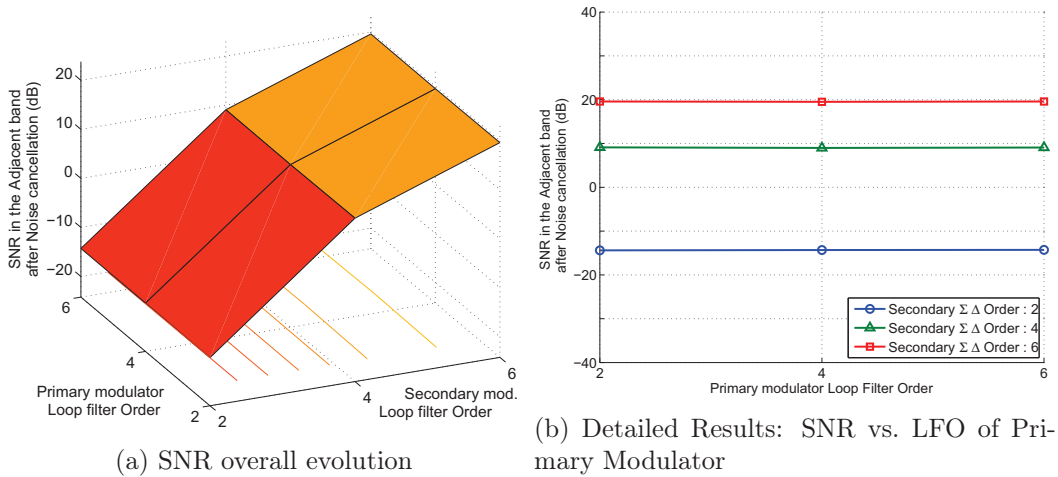 SNR in the Adjacent band
after Noise cancellation (dB)
20
10
0
−10
−20
6
4
2
Primary modulator
Loop filter Order
2
4
6
Secondary mod.
Loop filter Order
(a) SNR overall evolution
SNR in the Adjacent band
after Noise cancellation (dB)
40
20
0
−20
−40
2
4
6
Primary modulator Loop Filter Order
Secondary Σ Δ Order : 2
Secondary Σ Δ Order : 4
Secondary Σ Δ Order : 6
(b) Detailed Results: SNR vs. LFO of Pri-
mary Modulator